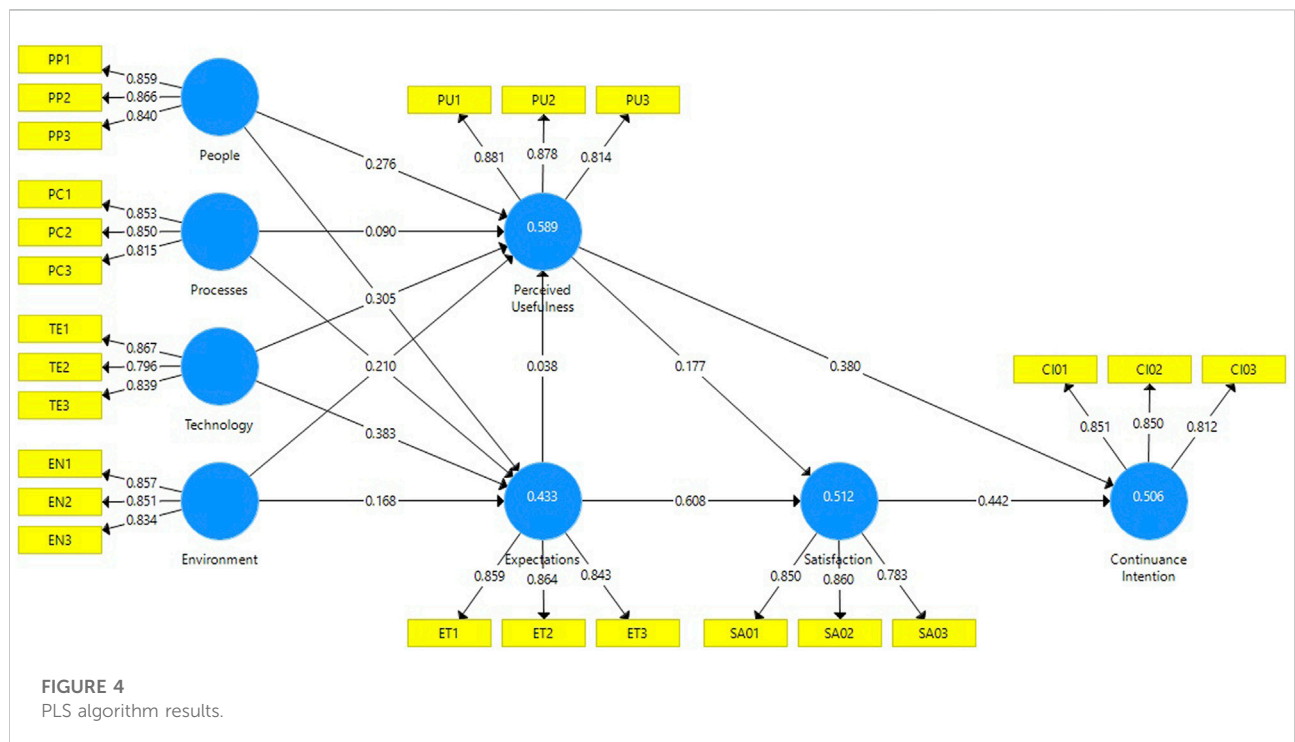 PP1
PP2
PP3
0.859
0.866
0.840
People
PC1
PC2
PC3
0.853
0.850
0.815
Processes
TE1
TE2
TE3
0.867
0.796
0.839
Technology
EN1
EN2
EN3
0.857
0.851
0.834
Environment
0.276
0.090
0.305
0.210
0.383
0.168
PU1
PU2
PU3
0.881
0.878
0.814
0.589
Perceived
Usefulness
0.038
0.433
Expectations
0.859
0.864
0.843
ET1
ET2
ET3
0.177
0.380
0.608
0.512
Satisfaction
0.850
0.860
0.783
SA01
SA02
SA03
0.442
CI01
CI02
CI03
0.851
0.850
0.812
0.506
Continuance
Intention
FIGURE 4
PLS algorithm results.